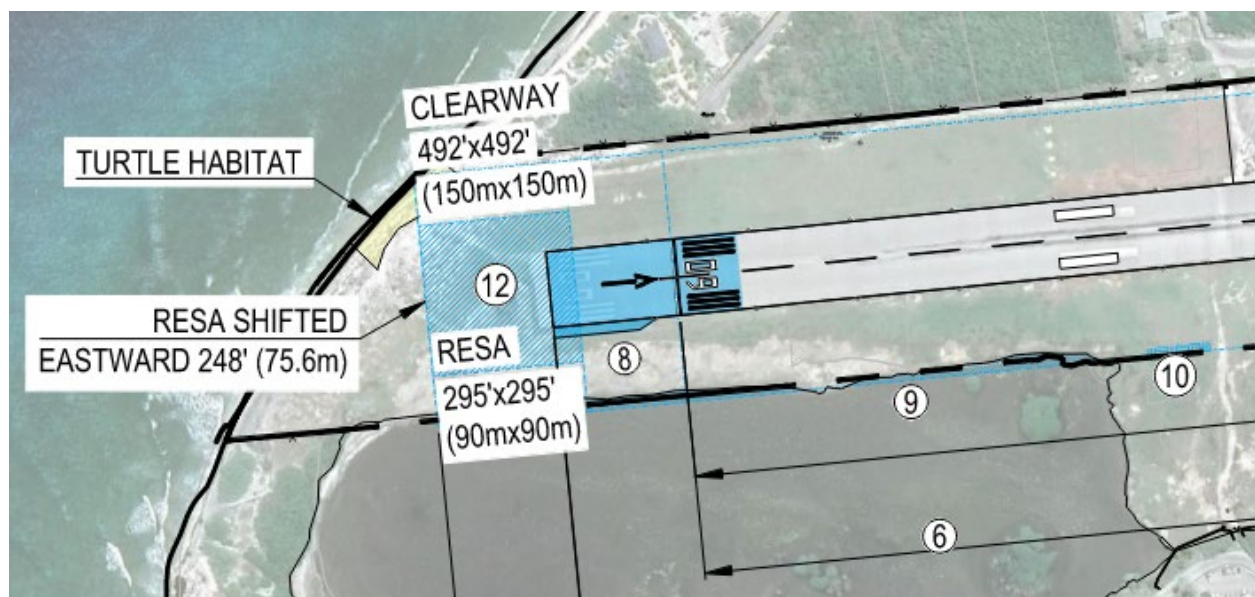 CLEARWAY
492'x492'
(150mx150m)
TURTLE HABITAT
12
RESA SHIFTED
EASTWARD 248' (75.6m)
RESA
295'x295'
(90mx90m)
8
9
10
6